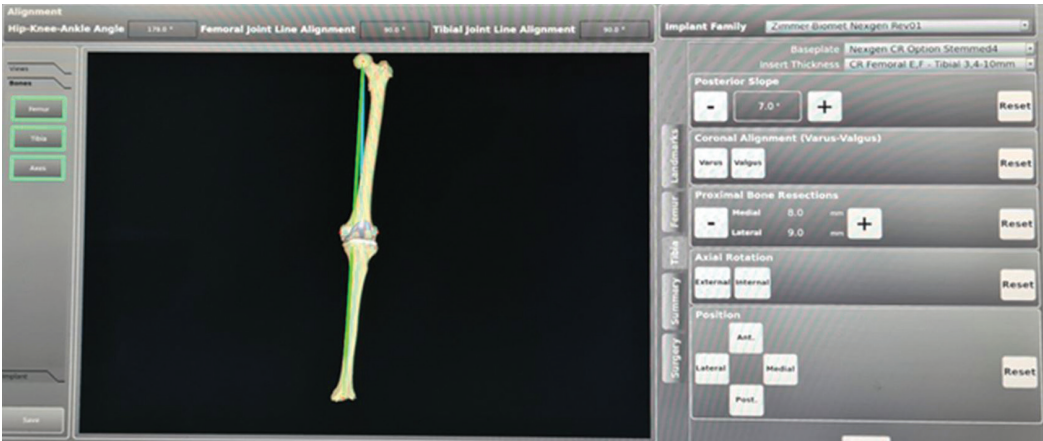 Alignment
Hip-Knee-Ankle Angle 179.0 ° Femoral Joint Line Alignment 90.0 ° Tibial Joint Line Alignment 90.0 °
Implant Family Zimmer Biomet Nexgen Rev01
Baseplate Nexgen CR Option Stemmed4
Insert Thickness CR Femoral E,F - Tibial 3,4-10mm
Views
Bones
Femur
Tibia
Axes
Implant
Save
Landmarks
Femur
Tibia
Summary
Surgery
Posterior Slope
- 7.0 ° + Reset
Coronal Alignment (Varus-Valgus)
Varus Valgus Reset
Proximal Bone Resections
- Medial 8.0 mm +
Lateral 9.0 mm
Axial Rotation
External Internal Reset
Position
Ant.
Lateral Medial Reset
Post.